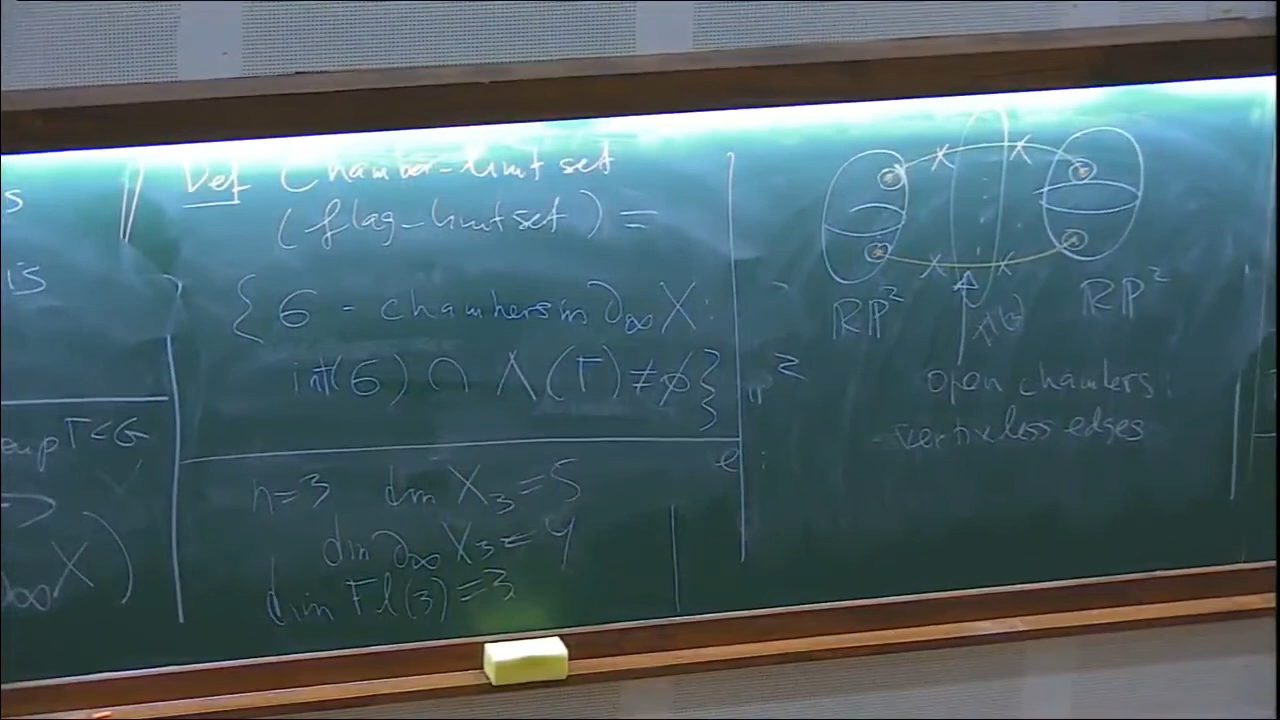 s
is
Γ<G
∂∞X)
Def Chamber-limit set
(flag-limit set) =
{ σ - chambers in ∂∞X :
int(σ) ∩ Λ(Γ) ≠ ∅ }
n=3 dim X₃ = 5
dim ∂∞ X₃ = 4
dim Fl(3) = 3
RP² RP²
open chambers:
vertexless edges